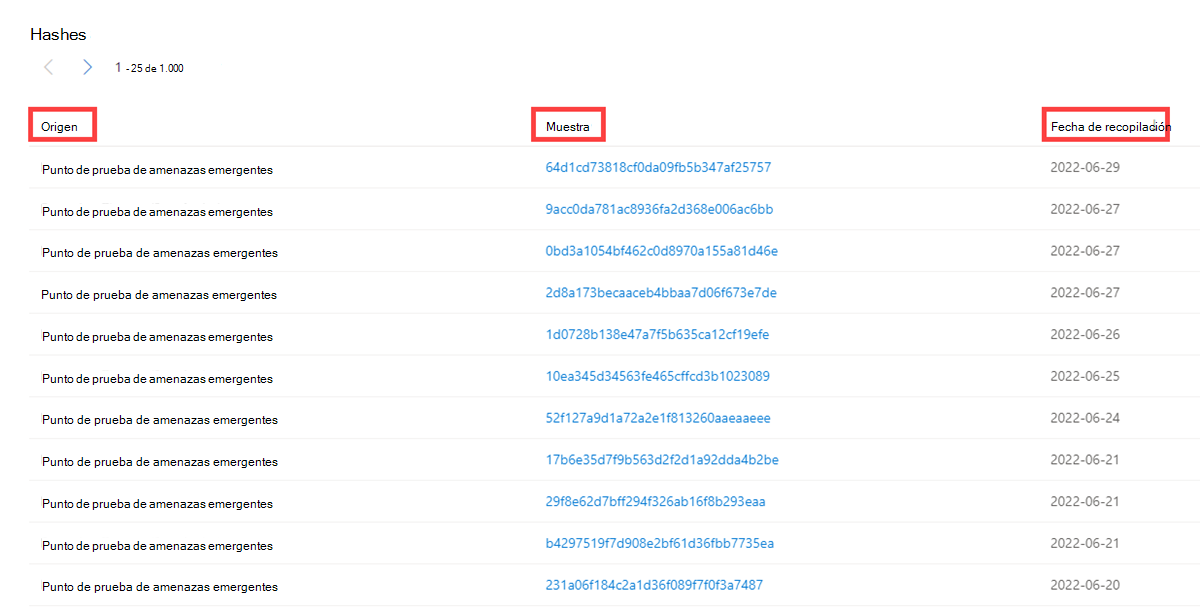 Hashes
1 - 25 de 1.000
Origen Muestra Fecha de recopilación
Punto de prueba de amenazas emergentes 64d1cd73818cf0da09fb5b347af25757 2022-06-29
Punto de prueba de amenazas emergentes 9acc0da781ac8936fa2d368e006ac6bb 2022-06-27
Punto de prueba de amenazas emergentes 0bd3a1054bf462c0d8970a155a81d46e 2022-06-27
Punto de prueba de amenazas emergentes 2d8a173becaaceb4bbaa7d06f673e7de 2022-06-27
Punto de prueba de amenazas emergentes 1d0728b138e47a7f5b635ca12cf19efe 2022-06-26
Punto de prueba de amenazas emergentes 10ea345d34563fe465cffcd3b1023089 2022-06-25
Punto de prueba de amenazas emergentes 52f127a9d1a72a2e1f813260aaeaaeee 2022-06-24
Punto de prueba de amenazas emergentes 17b6e35d7f9b563d2f2d1a92dda4b2be 2022-06-21
Punto de prueba de amenazas emergentes 29f8e62d7bff294f326ab16f8b293eaa 2022-06-21
Punto de prueba de amenazas emergentes b4297519f7d908e2bf61d36fbb7735ea 2022-06-21
Punto de prueba de amenazas emergentes 231a06f184c2a1d36f089f7f0f3a7487 2022-06-20